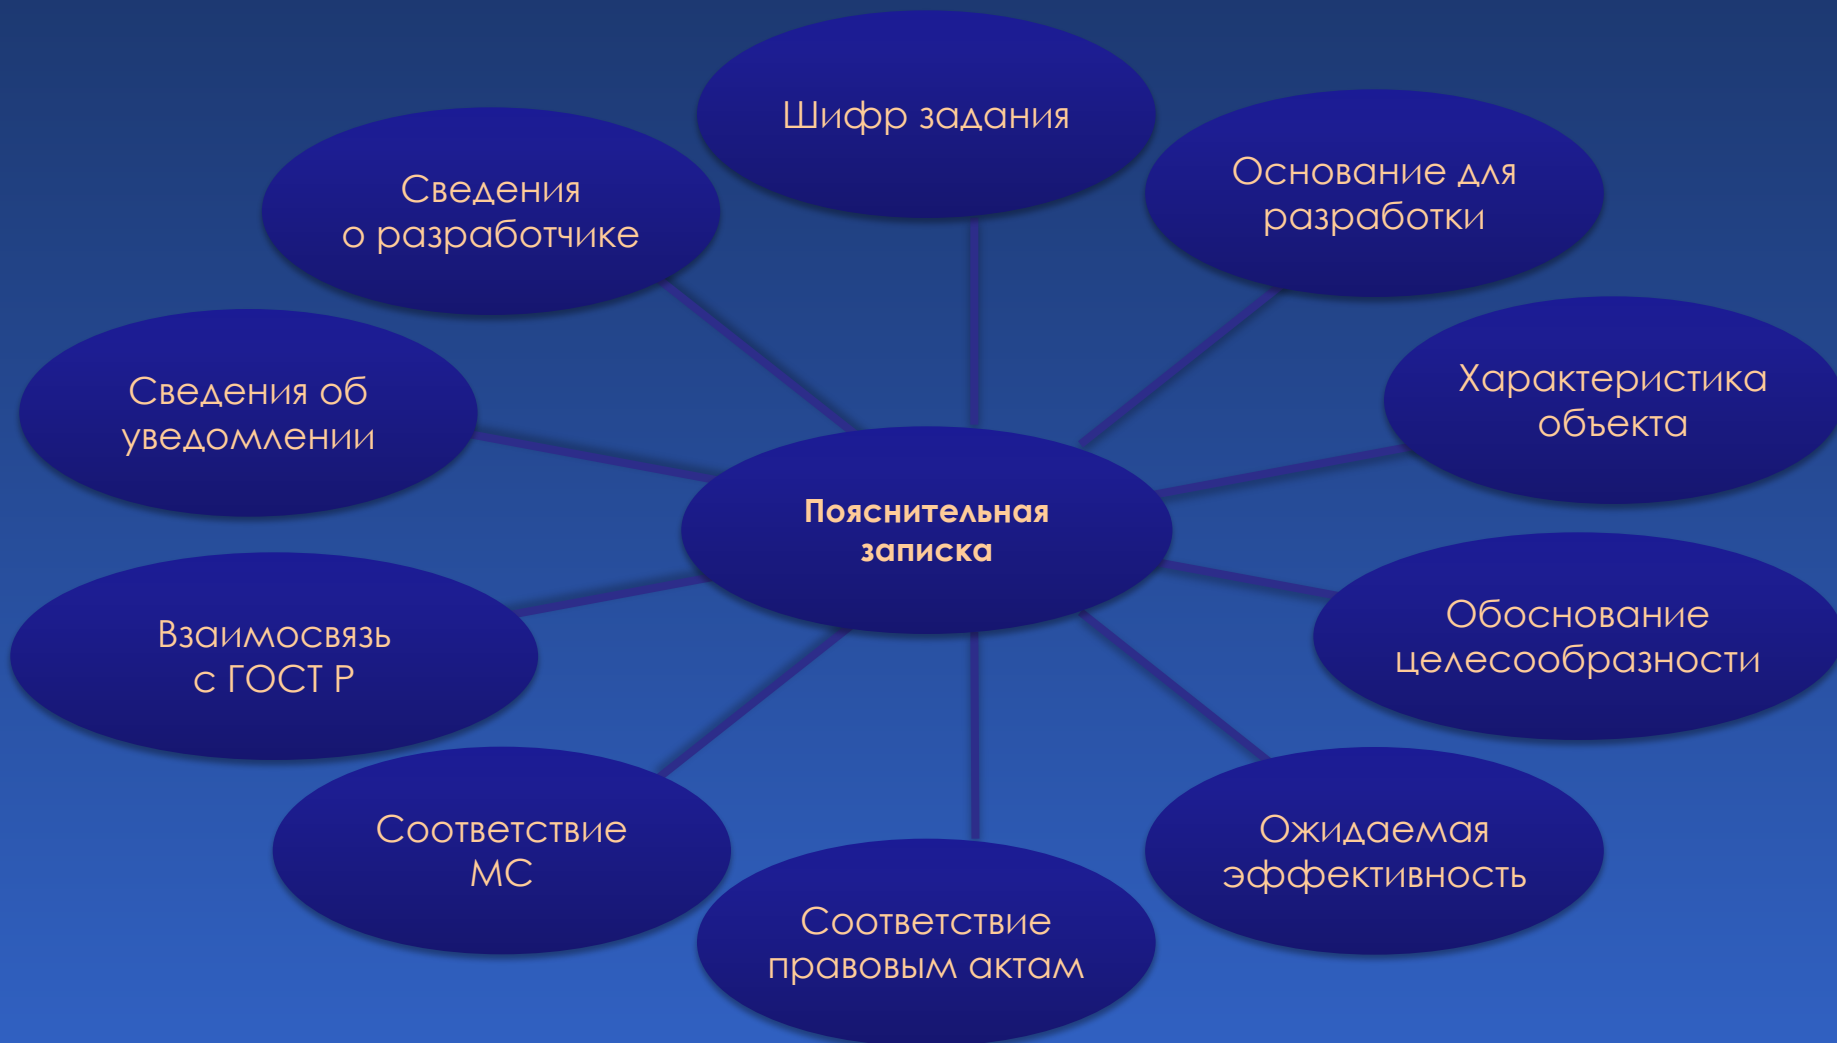 Шифр задания
Основание для
разработки
Сведения
о разработчике
Характеристика
объекта
Сведения об
уведомлении
Пояснительная
записка
Обоснование
целесообразности
Взаимосвязь
с ГОСТ Р
Ожидаемая
эффективность
Соответствие
МС
Соответствие
правовым актам